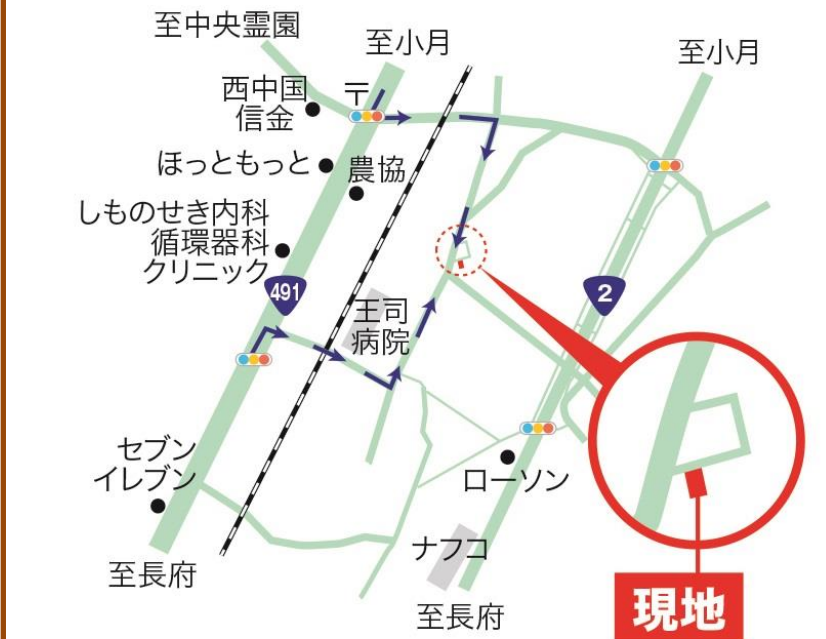 至中央霊園
至小月
至小月
〒
西中国
信金
ほっともっと
農協
しものせき内科
循環器科
クリニック
491
2
王司
病院
セブン
イレブン
ローソン
ナフコ
至長府
至長府
現地